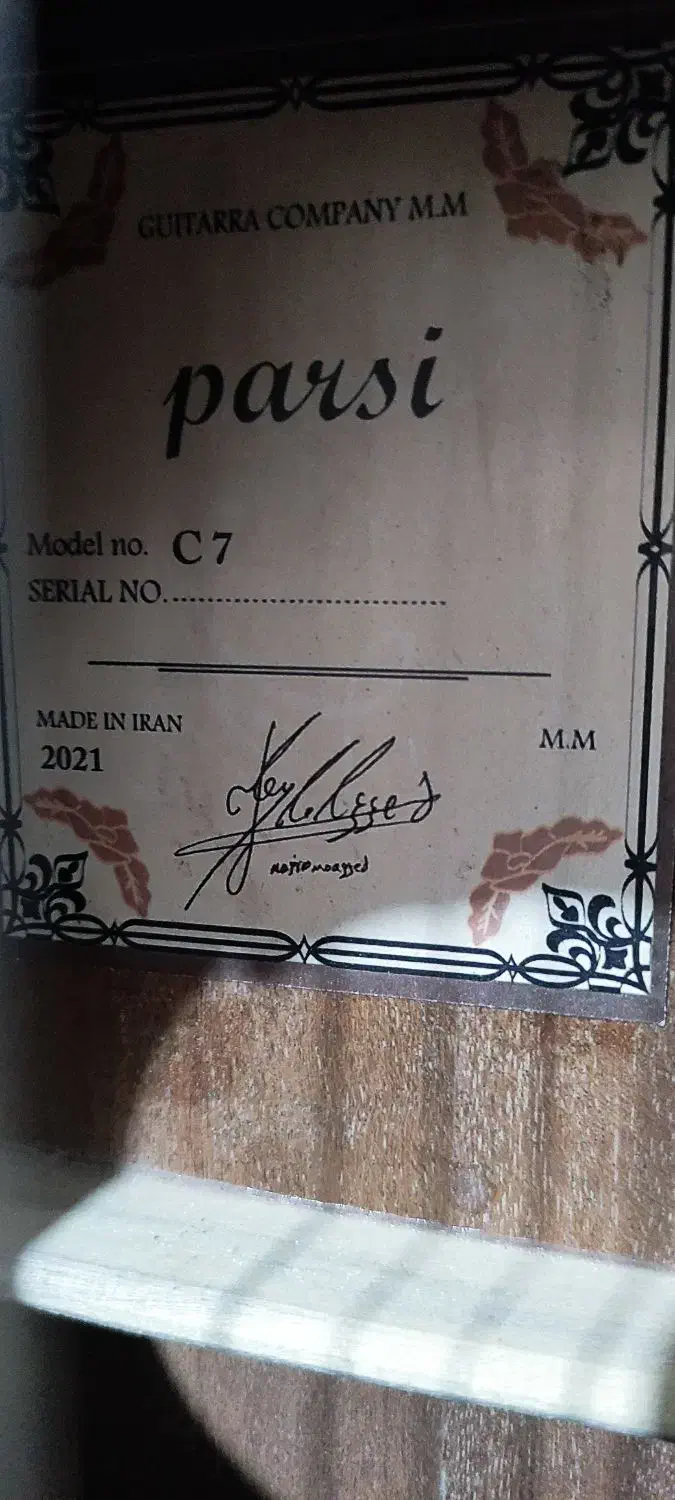 GUITARRA COMPANY M.M
parsi
Model no. C7
SERIAL NO..............................
MADE IN IRAN
2021
M.M